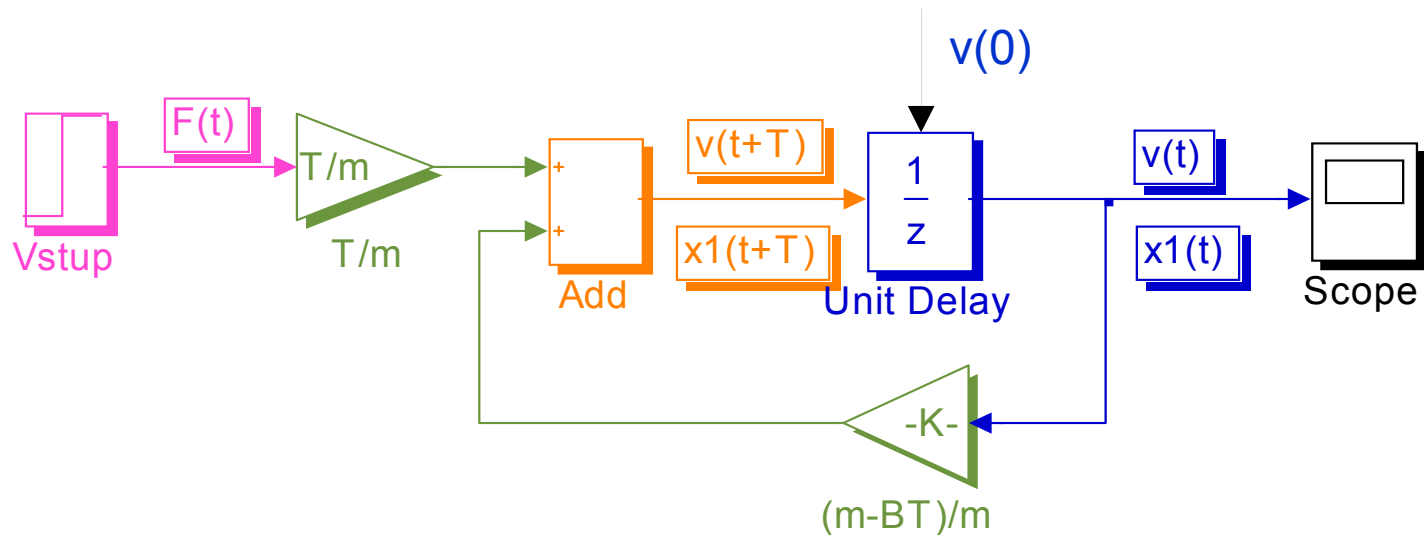 v(0)
F(t)
v(t+T)
v(t)
T/m
+
1
z
+
x1(t+T)
x1(t)
Vstup
T/m
Add
Unit Delay
Scope
-K-
(m-BT)/m